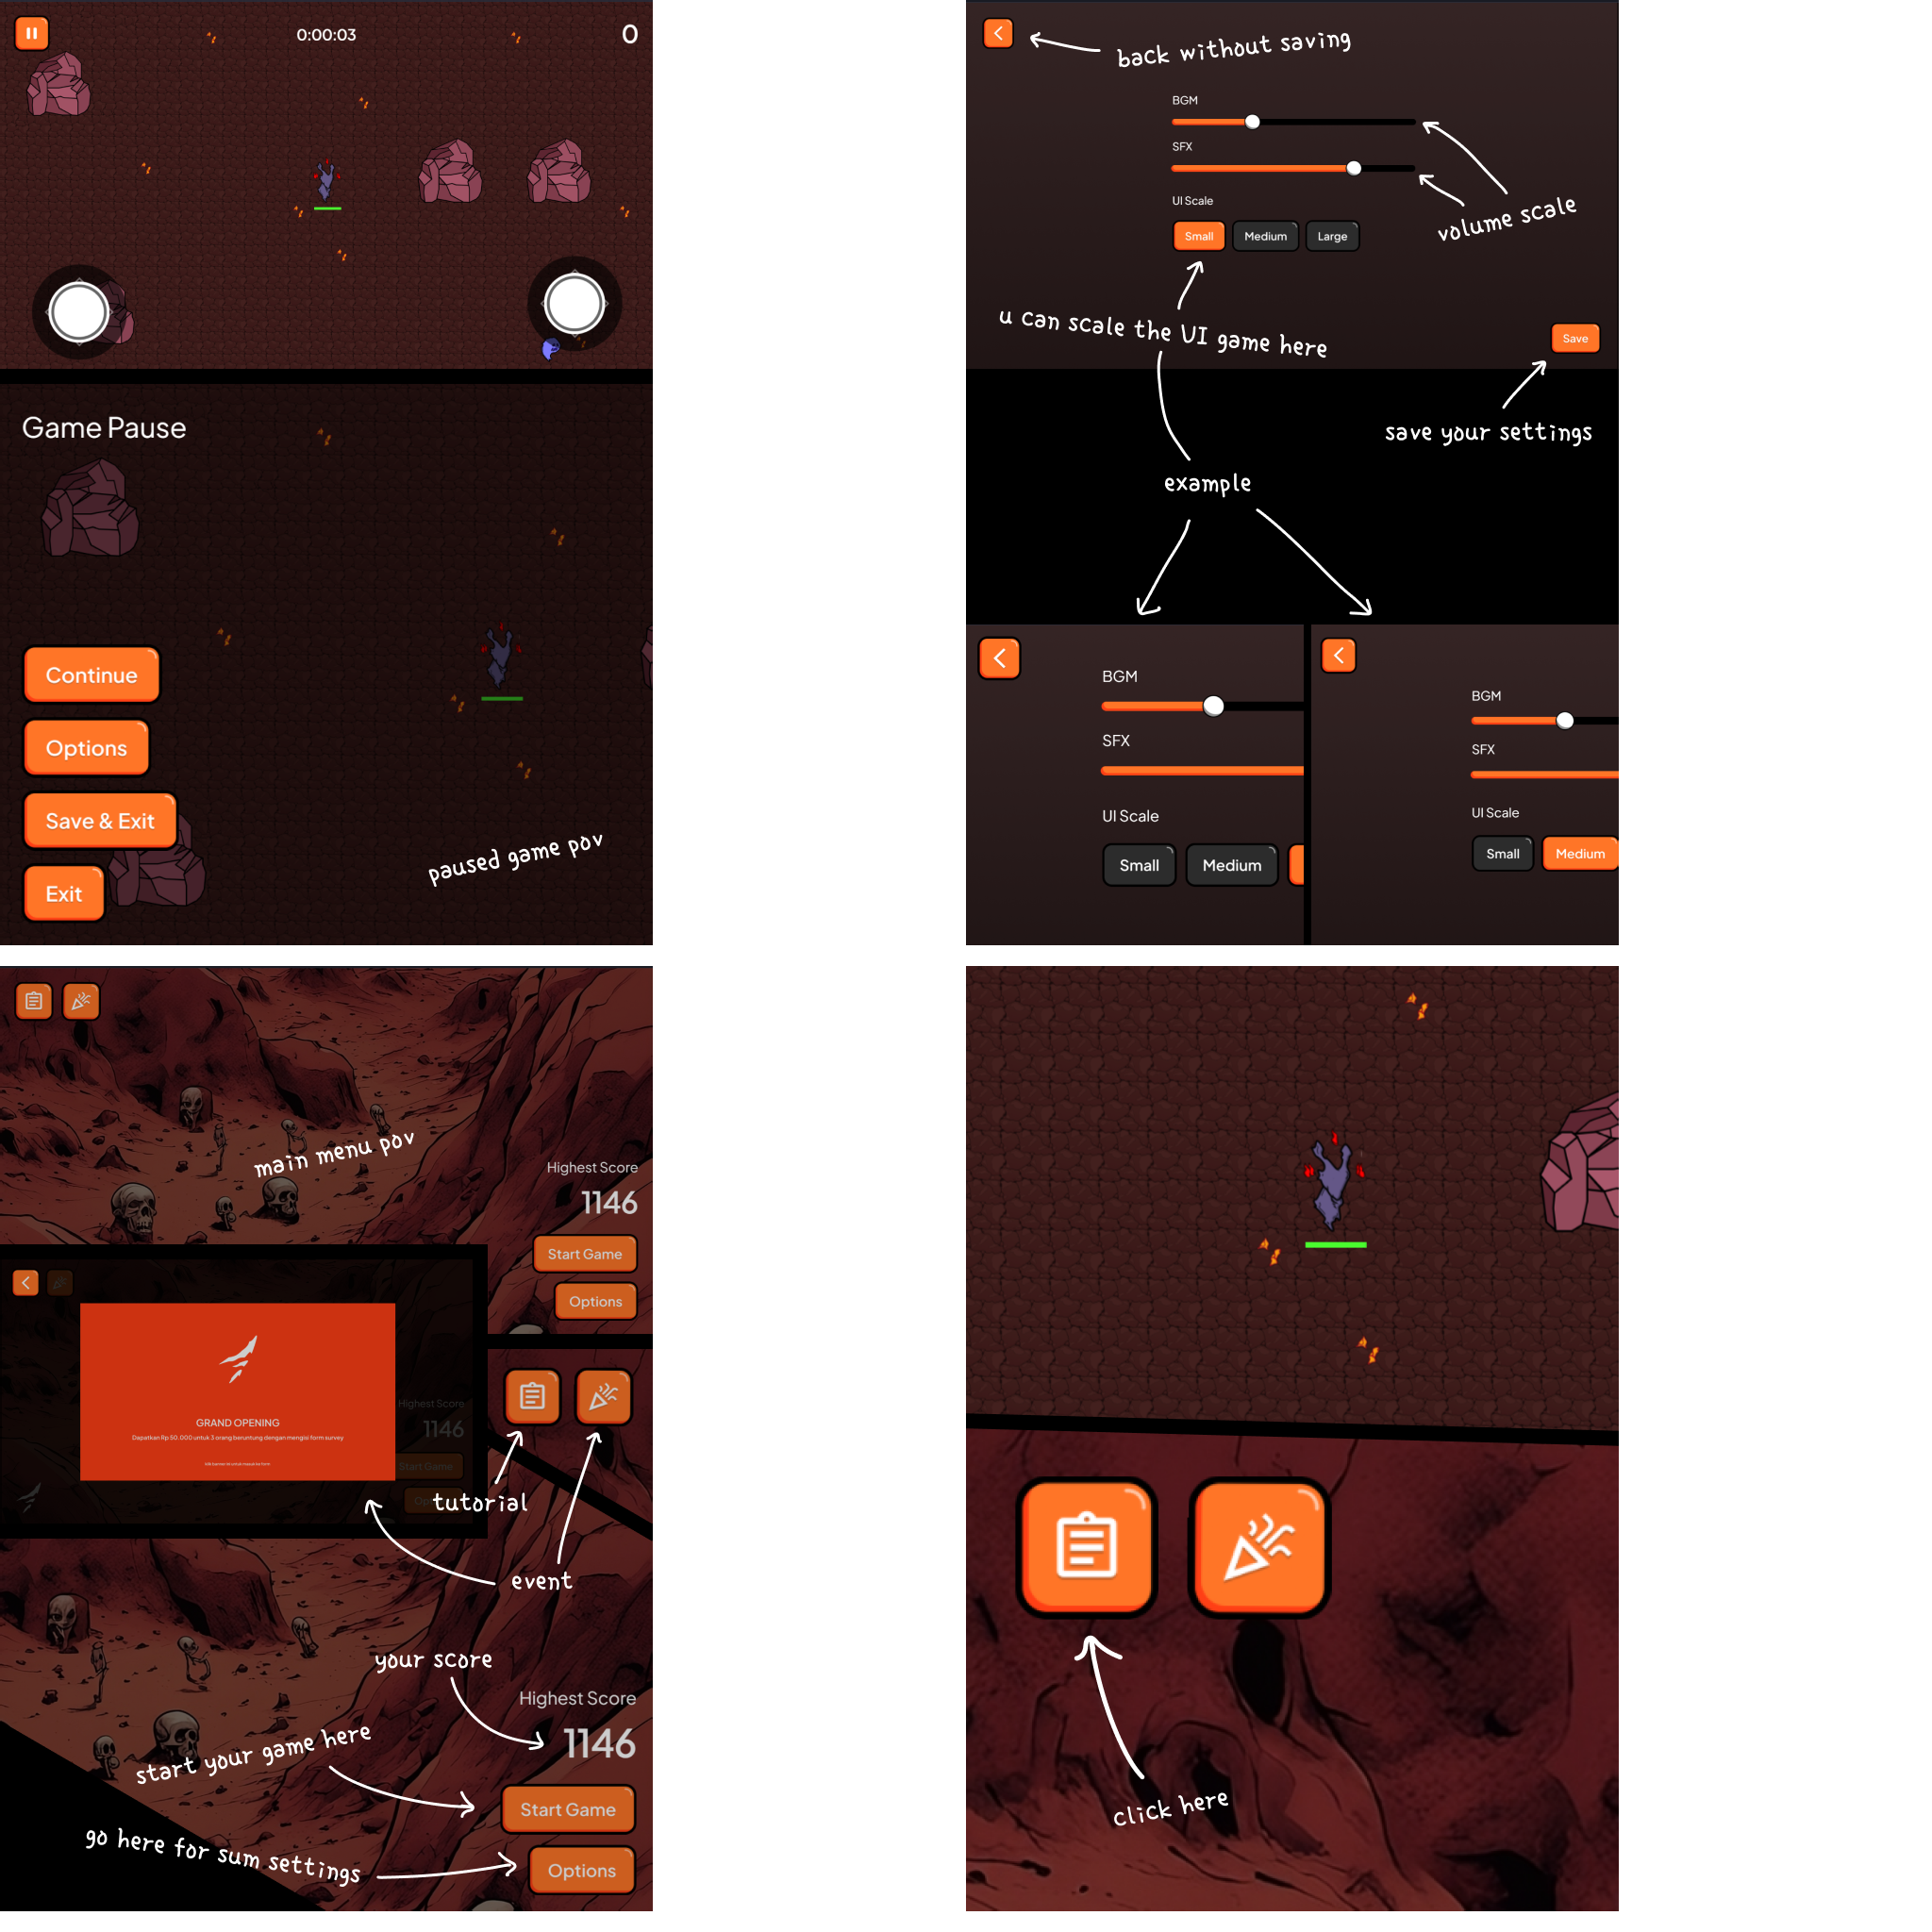 0:00:03
0
Game Pause
Continue
Options
Save & Exit
Exit
paused game pov
back without saving
BGM
SFX
UI Scale
Small Medium Large
volume scale
u can scale the UI game here
Save
save your settings
example
BGM
SFX
UI Scale
Small Medium
BGM
SFX
UI Scale
Small Medium
main menu pov
Highest Score
1146
Start Game
Options
Highest Score
1146
Start Game
GRAND OPENING
Dapatkan Rp 50.000 untuk 3 orang beruntung dengan mengisi form survey
tutorial
event
your score
Highest Score
1146
start your game here
Start Game
go here for sum settings
Options
click here